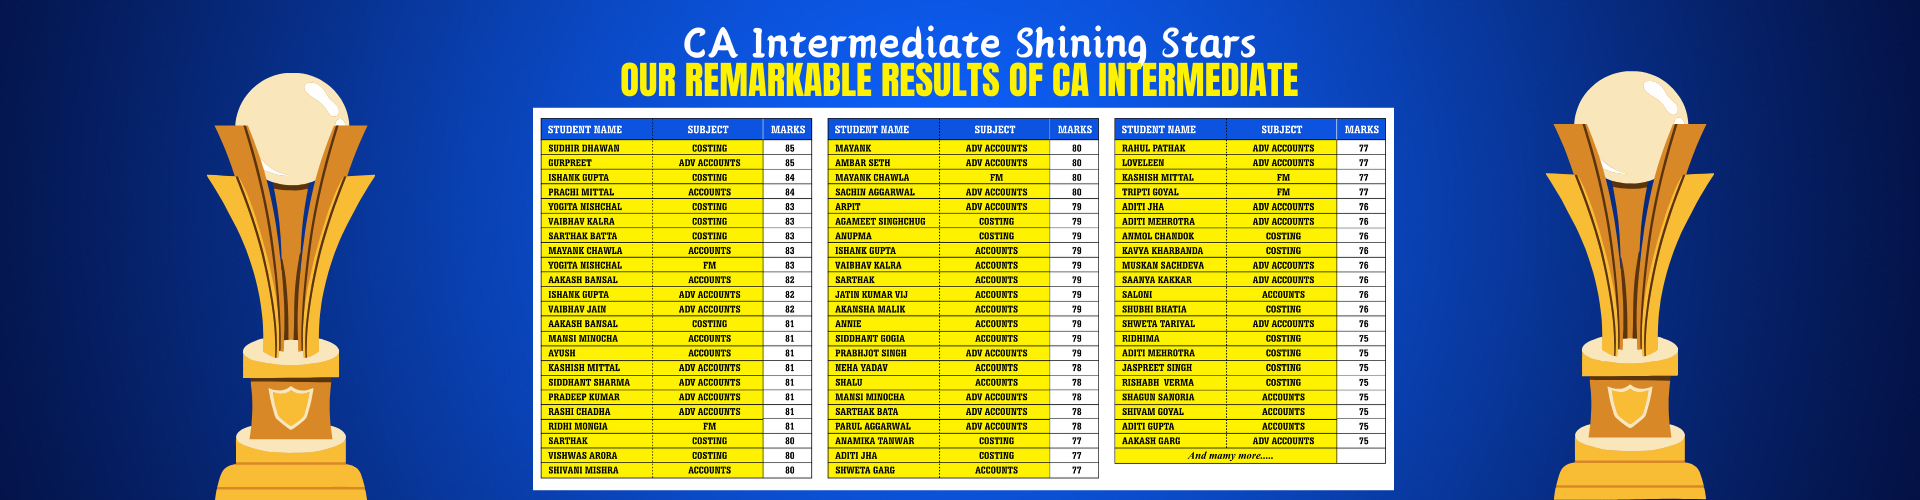 CA Intermediate Shining Stars
OUR REMARKABLE RESULTS OF CA INTERMEDIATE
STUDENT NAME SUBJECT MARKS
SUDHIR DHAWAN COSTING 85
GURPREET ADV ACCOUNTS 85
ISHANK GUPTA COSTING 84
PRACHI MITTAL ACCOUNTS 84
YOGITA NISHCHAL COSTING 83
VAIBHAV KALRA COSTING 83
SARTHAK BATTA COSTING 83
MAYANK CHAWLA ACCOUNTS 83
YOGITA NISHCHAL FM 83
AAKASH BANSAL ACCOUNTS 82
ISHANK GUPTA ADV ACCOUNTS 82
VAIBHAV JAIN ADV ACCOUNTS 82
AAKASH BANSAL COSTING 81
MANSI MINOCHA ACCOUNTS 81
AYUSH ACCOUNTS 81
KASHISH MITTAL ADV ACCOUNTS 81
SIDDHANT SHARMA ADV ACCOUNTS 81
PRADEEP KUMAR ADV ACCOUNTS 81
RASHI CHADHA ADV ACCOUNTS 81
RIDHI MONGIA FM 81
SARTHAK COSTING 80
VISHWAS ARORA COSTING 80
SHIVANI MISHRA ACCOUNTS 80
STUDENT NAME SUBJECT MARKS
MAYANK ADV ACCOUNTS 80
AMBAR SETH ADV ACCOUNTS 80
MAYANK CHAWLA FM 80
SACHIN AGGARWAL ADV ACCOUNTS 80
ARPIT ADV ACCOUNTS 79
AGAMEET SINGHCHUG COSTING 79
ANUPMA COSTING 79
ISHANK GUPTA ACCOUNTS 79
VAIBHAV KALRA ACCOUNTS 79
SARTHAK ACCOUNTS 79
JATIN KUMAR VIJ ACCOUNTS 79
AKANSHA MALIK ACCOUNTS 79
ANNIE ACCOUNTS 79
SIDDHANT GOGIA ACCOUNTS 79
PRABHJOT SINGH ADV ACCOUNTS 79
NEHA YADAV ACCOUNTS 78
SHALU ACCOUNTS 78
MANSI MINOCHA ADV ACCOUNTS 78
SARTHAK BATA ADV ACCOUNTS 78
PARUL AGGARWAL ADV ACCOUNTS 78
ANAMIKA TANWAR COSTING 77
ADITI JHA COSTING 77
SHWETA GARG ACCOUNTS 77
STUDENT NAME SUBJECT MARKS
RAHUL PATHAK ADV ACCOUNTS 77
LOVELEEN ADV ACCOUNTS 77
KASHISH MITTAL FM 77
TRIPTI GOYAL FM 77
ADITI JHA ADV ACCOUNTS 76
ADITI MEHROTRA ADV ACCOUNTS 76
ANMOL CHANDOK COSTING 76
KAVYA KHARBANDA COSTING 76
MUSKAN SACHDEVA ADV ACCOUNTS 76
SAANYA KAKKAR ADV ACCOUNTS 76
SALONI ACCOUNTS 76
SHUBHI BHATIA COSTING 76
SHWETA TARIYAL ADV ACCOUNTS 76
RIDHIMA COSTING 75
ADITI MEHROTRA COSTING 75
JASPREET SINGH COSTING 75
RISHABH VERMA COSTING 75
SHAGUN SANORIA ACCOUNTS 75
SHIVAM GOYAL ACCOUNTS 75
ADITI GUPTA ACCOUNTS 75
AAKASH GARG ADV ACCOUNTS 75
And mamy more.....